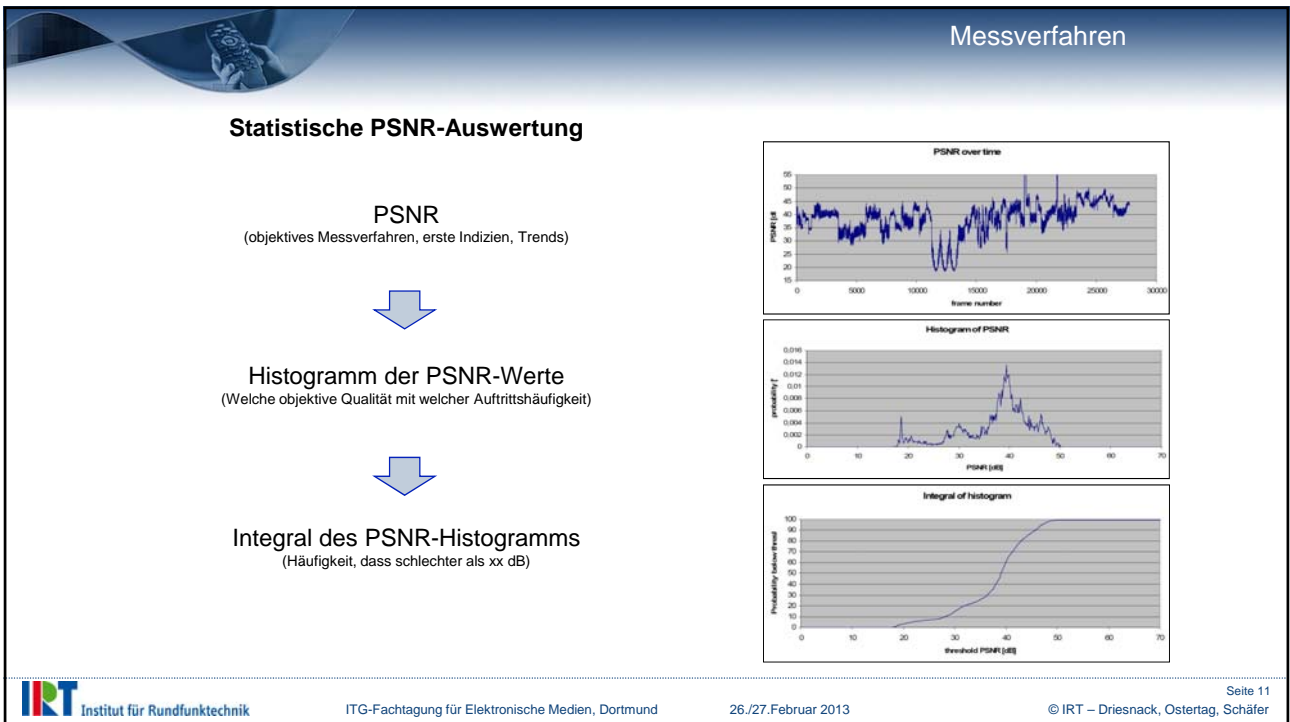 Messverfahren
Statistische PSNR-Auswertung
PSNR
(objektives Messverfahren, erste Indizien, Trends)
Histogramm der PSNR-Werte
(Welche objektive Qualität mit welcher Auftrittshäufigkeit)
Integral des PSNR-Histogramms
(Häufigkeit, dass schlechter als xx dB)
PSNR over time
PSNR [dB
55
50
45
40
35
30
25
20
15
0 5000 10000 15000 20000 25000 30000
frame number
Histogram of PSNR
probability [
0,016
0,014
0,012
0,01
0,008
0,006
0,004
0,002
0
0 10 20 30 40 50 60 70
PSNR [dB]
Integral of histogram
Probability below thresd
100
90
80
70
60
50
40
30
20
10
0
0 10 20 30 40 50 60 70
threshold PSNR [dB]
IRT Institut für Rundfunktechnik
ITG-Fachtagung für Elektronische Medien, Dortmund
26./27.Februar 2013
Seite 11
© IRT – Driesnack, Ostertag, Schäfer